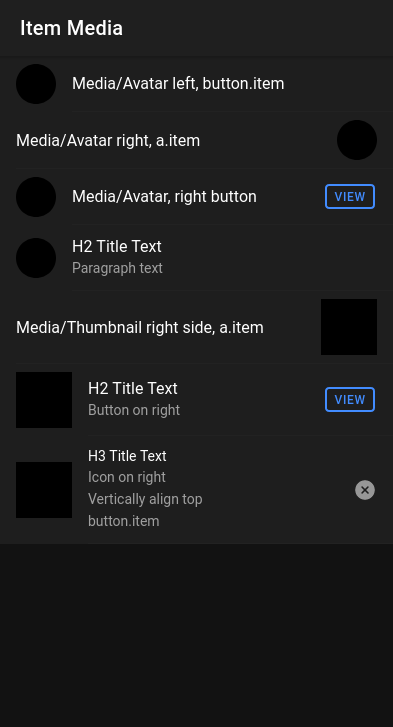 Item Media
Media/Avatar left, button.item
Media/Avatar right, a.item
Media/Avatar, right button
VIEW
H2 Title Text
Paragraph text
Media/Thumbnail right side, a.item
H2 Title Text
Button on right
VIEW
H3 Title Text
Icon on right
Vertically align top
button.item